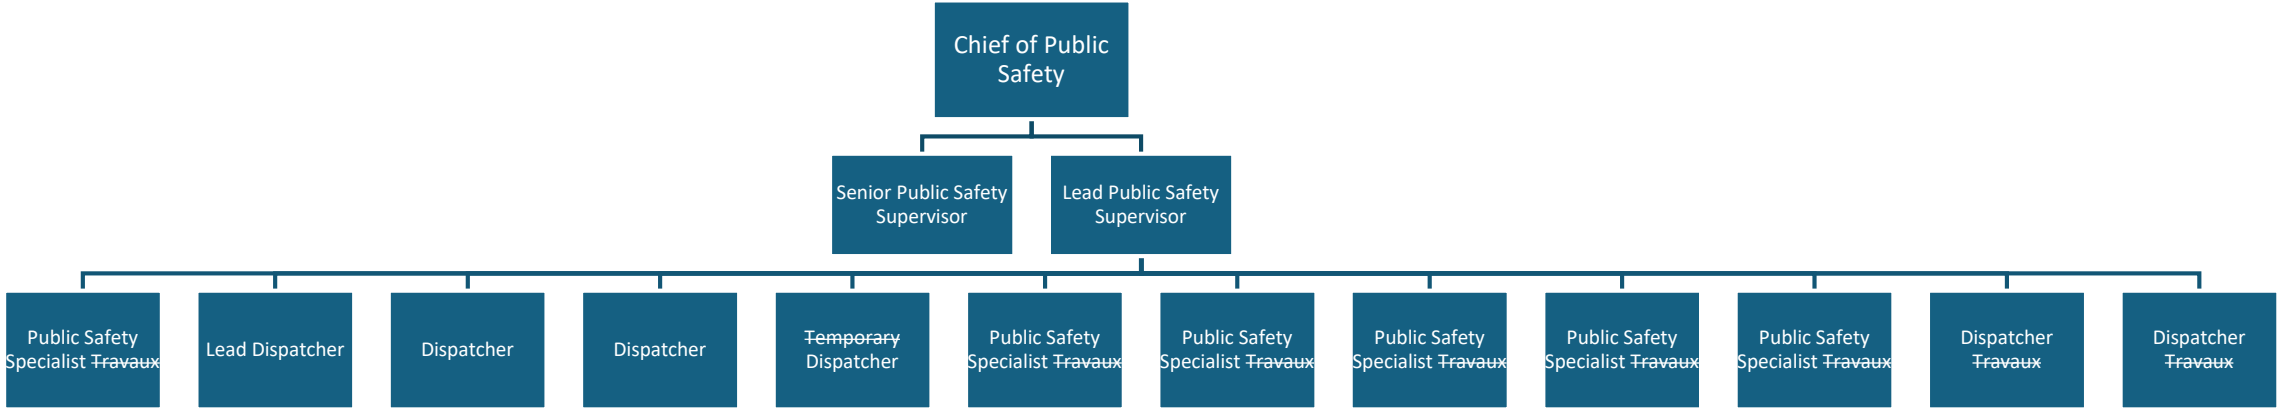 Chief of Public
Safety
Senior Public Safety
Supervisor
Lead Public Safety
Supervisor
Public Safety
Specialist Travaux
Lead Dispatcher
Dispatcher
Dispatcher
Temporary
Dispatcher
Public Safety
Specialist Travaux
Public Safety
Specialist Travaux
Public Safety
Specialist Travaux
Public Safety
Specialist Travaux
Public Safety
Specialist Travaux
Dispatcher
Travaux
Dispatcher
Travaux